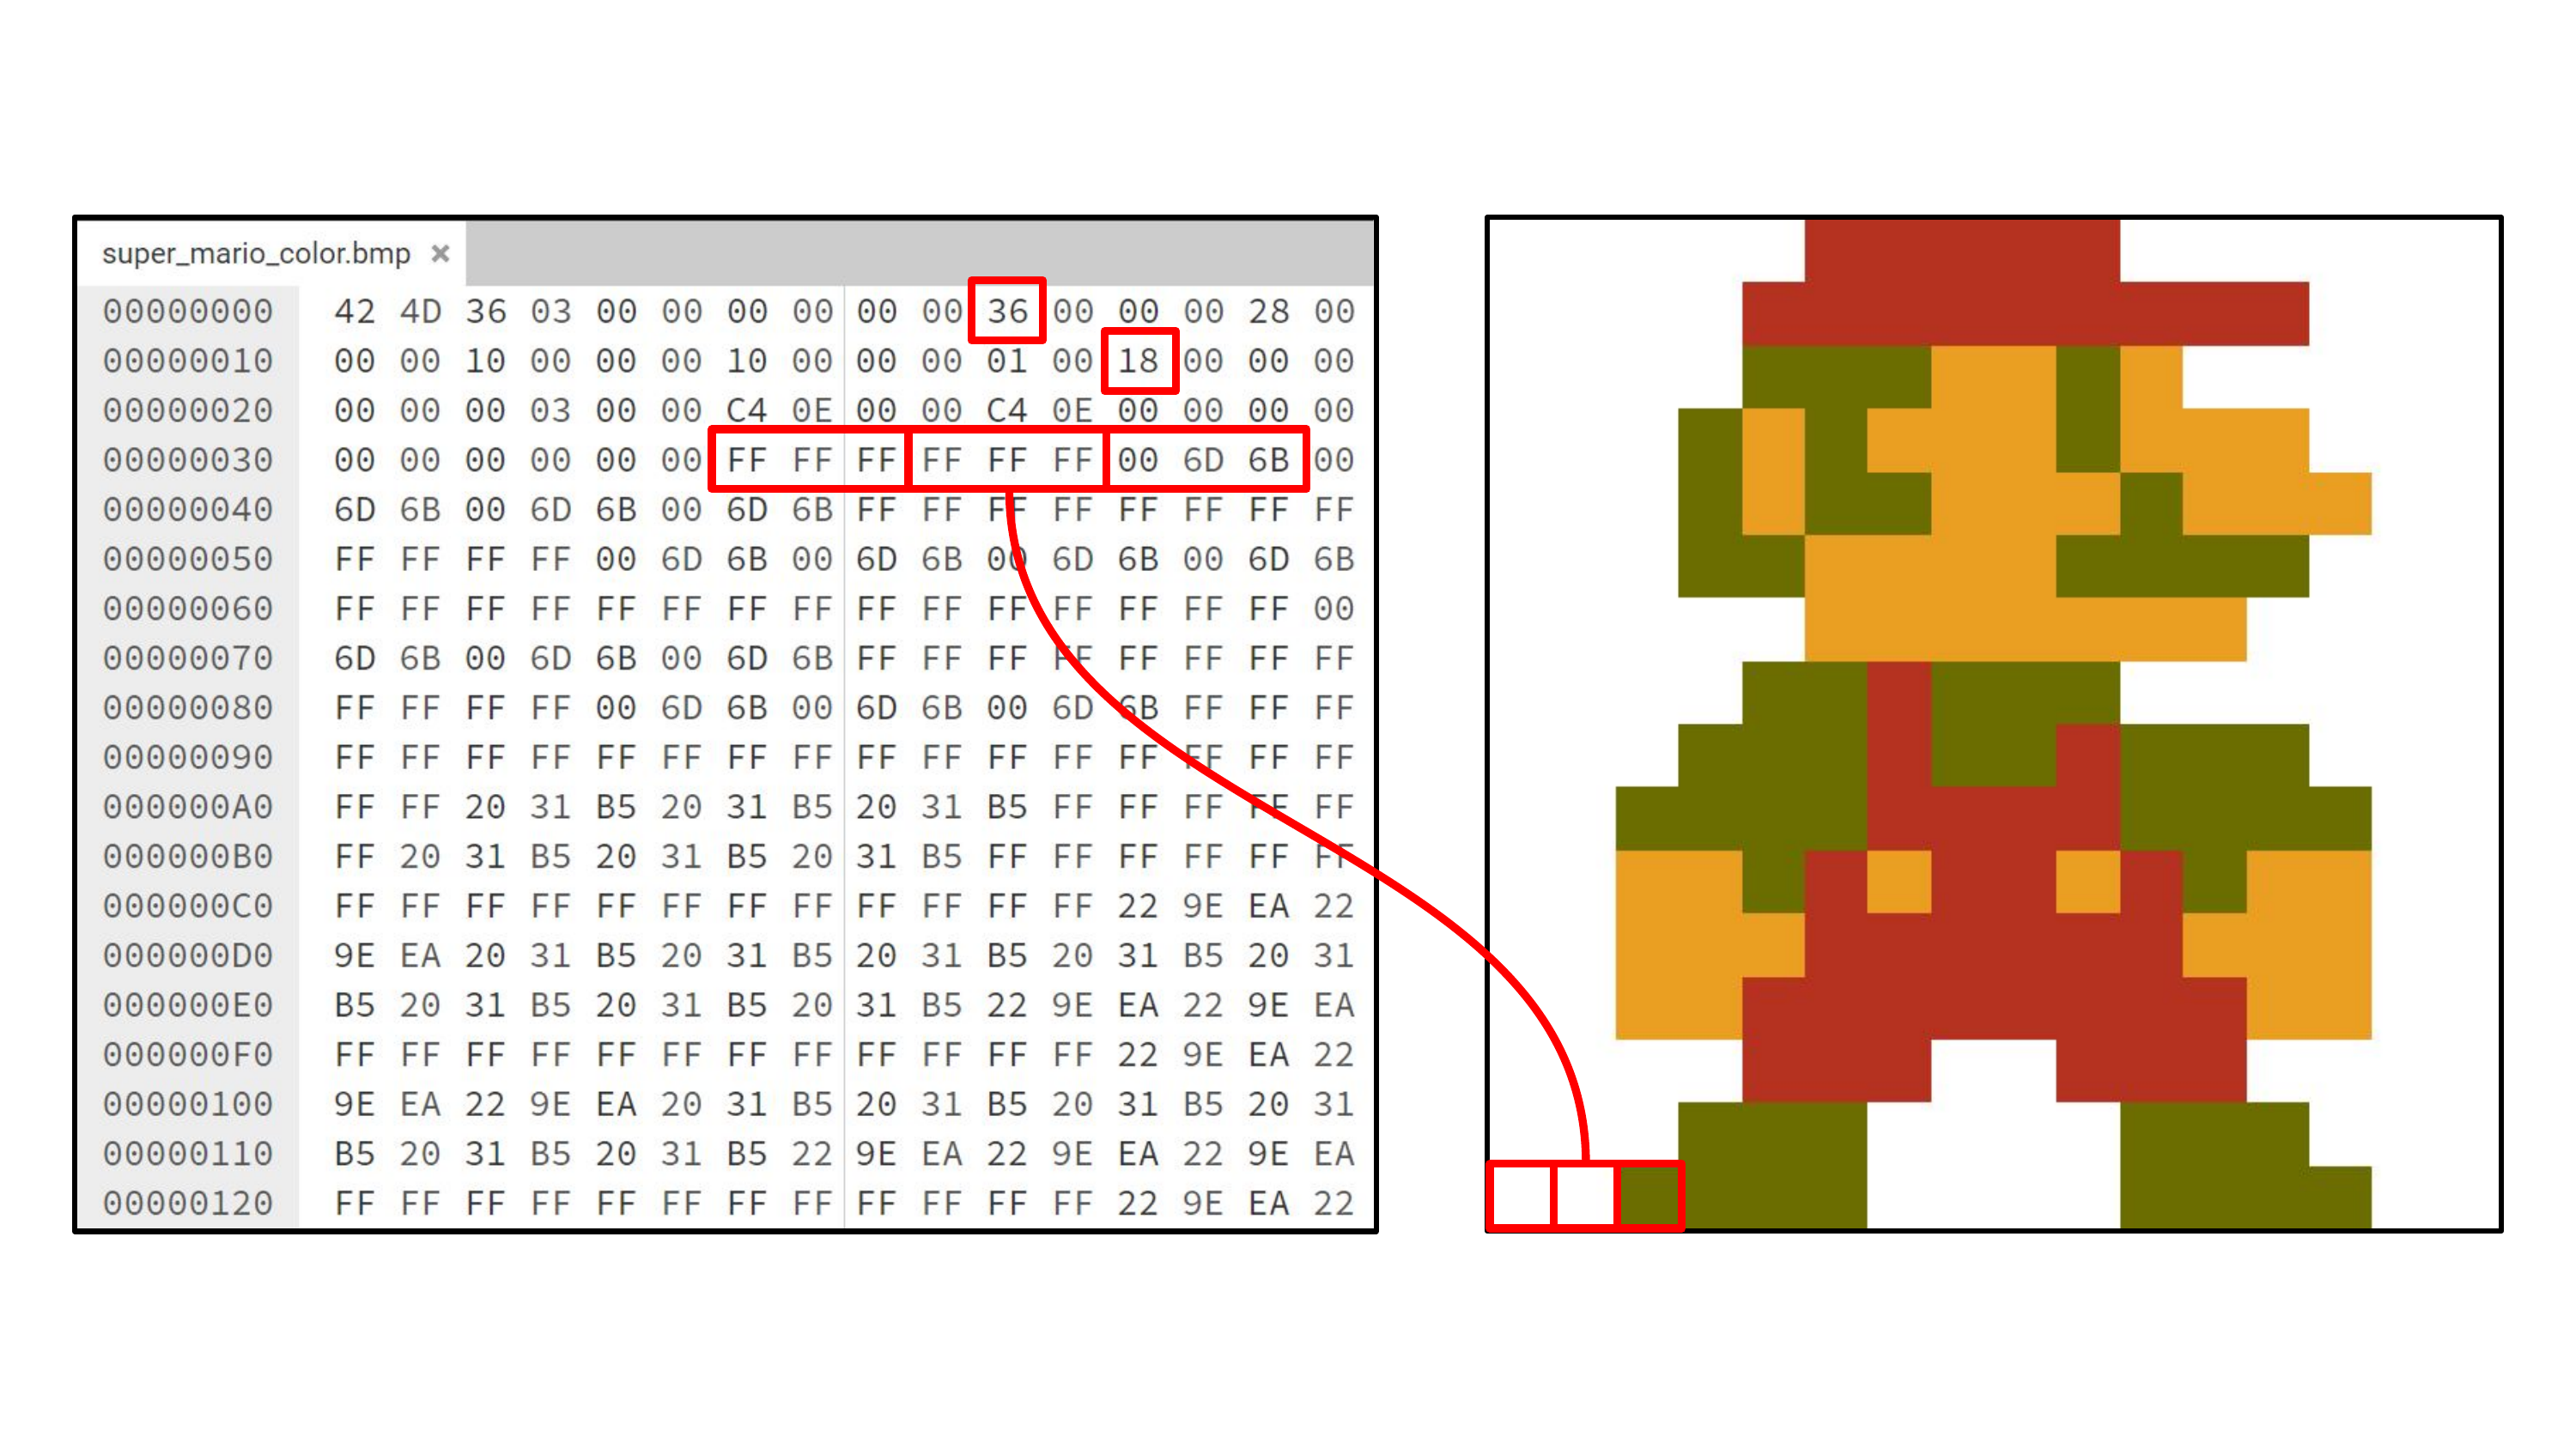 super_mario_color.bmp ×
00000000 42 4D 36 03 00 00 00 00 00 00 36 00 00 00 28 00
00000010 00 00 10 00 00 00 10 00 00 00 01 00 18 00 00 00
00000020 00 00 00 03 00 00 C4 0E 00 00 C4 0E 00 00 00 00
00000030 00 00 00 00 00 00 FF FF FF FF FF FF 00 6D 6B 00
00000040 6D 6B 00 6D 6B 00 6D 6B FF FF FF FF FF FF FF FF
00000050 FF FF FF FF 00 6D 6B 00 6D 6B 00 6D 6B 00 6D 6B
00000060 FF FF FF FF FF FF FF FF FF FF FF FF FF FF FF 00
00000070 6D 6B 00 6D 6B 00 6D 6B FF FF FF FF FF FF FF FF
00000080 FF FF FF FF 00 6D 6B 00 6D 6B 00 6D 6B FF FF FF
00000090 FF FF FF FF FF FF FF FF FF FF FF FF FF FF FF FF
000000A0 FF FF 20 31 B5 20 31 B5 20 31 B5 FF FF FF FF FF
000000B0 FF 20 31 B5 20 31 B5 20 31 B5 FF FF FF FF FF FF
000000C0 FF FF FF FF FF FF FF FF FF FF FF FF 22 9E EA 22
000000D0 9E EA 20 31 B5 20 31 B5 20 31 B5 20 31 B5 20 31
000000E0 B5 20 31 B5 20 31 B5 20 31 B5 22 9E EA 22 9E EA
000000F0 FF FF FF FF FF FF FF FF FF FF FF FF 22 9E EA 22
00000100 9E EA 22 9E EA 20 31 B5 20 31 B5 20 31 B5 20 31
00000110 B5 20 31 B5 20 31 B5 22 9E EA 22 9E EA 22 9E EA
00000120 FF FF FF FF FF FF FF FF FF FF FF FF 22 9E EA 22